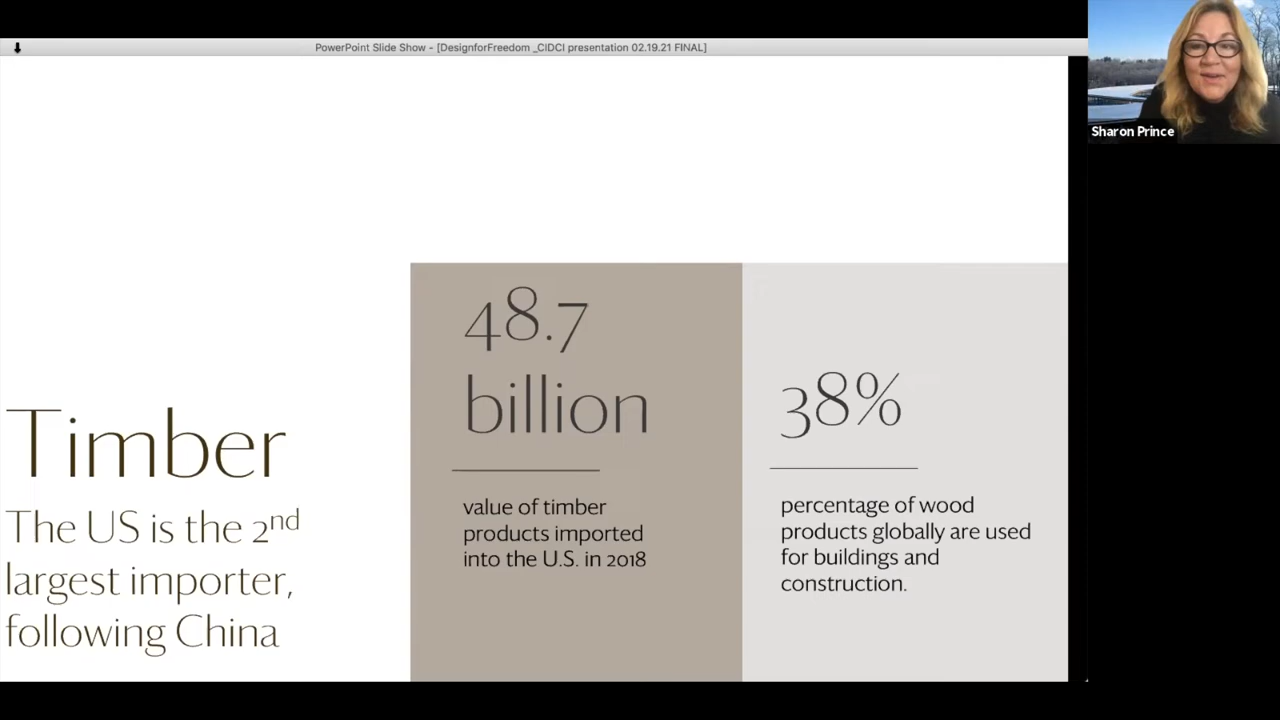 PowerPoint Slide Show - [DesignforFreedom _CIDCI presentation 02.19.21 FINAL]
Sharon Prince
Timber
The US is the 2nd
largest importer,
following China
48.7
billion
value of timber
products imported
into the U.S. in 2018
38%
percentage of wood
products globally are used
for buildings and
construction.